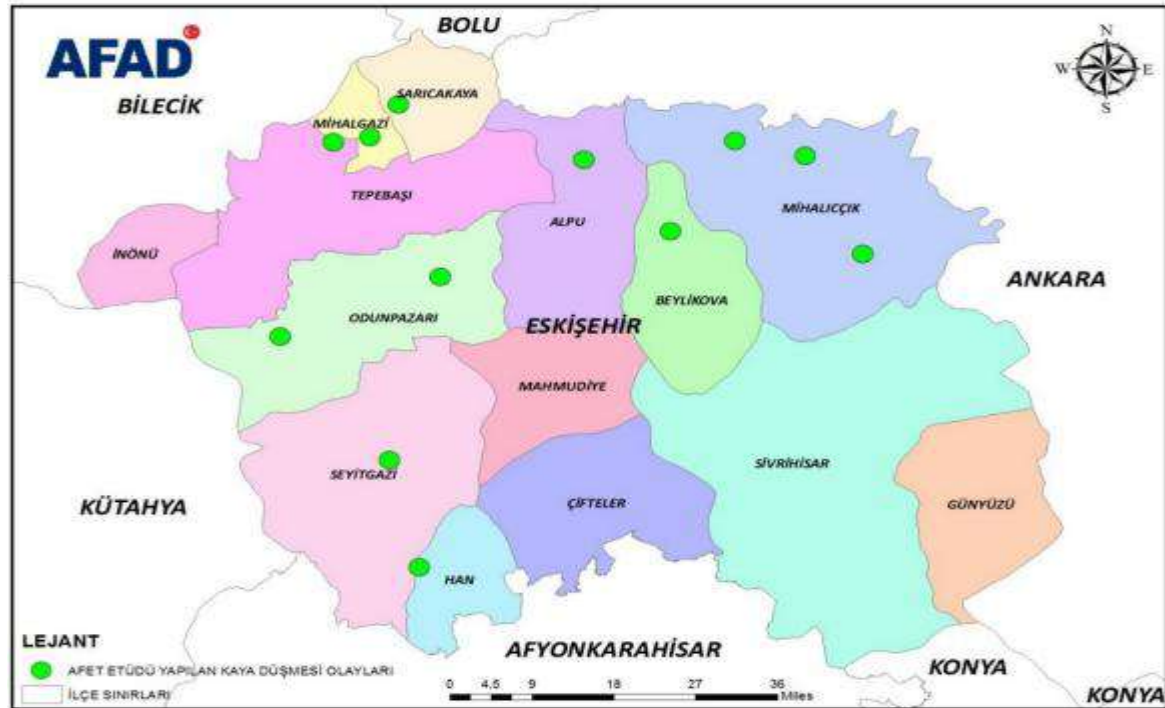 BOLU
AFAD
N
W E
S
BİLECİK
SARICAKAYA
MİHALGAZİ
TEPEBAŞI
ALPU
MİHALIÇÇIK
İNÖNÜ
ANKARA
BEYLİKOVA
ODUNPAZARI
ESKİŞEHİR
MAHMUDİYE
SİVRİHİSAR
SEYİTGAZİ
KÜTAHYA
ÇİFTELER
GÜNYÜZÜ
HAN
LEJANT
AFYONKARAHİSAR
AFET ETÜDÜ YAPILAN KAYA DÜŞMESİ OLAYLARI
KONYA
İLÇE SINIRLARI
0 4,5 9 18 27 36
Miles
KONYA